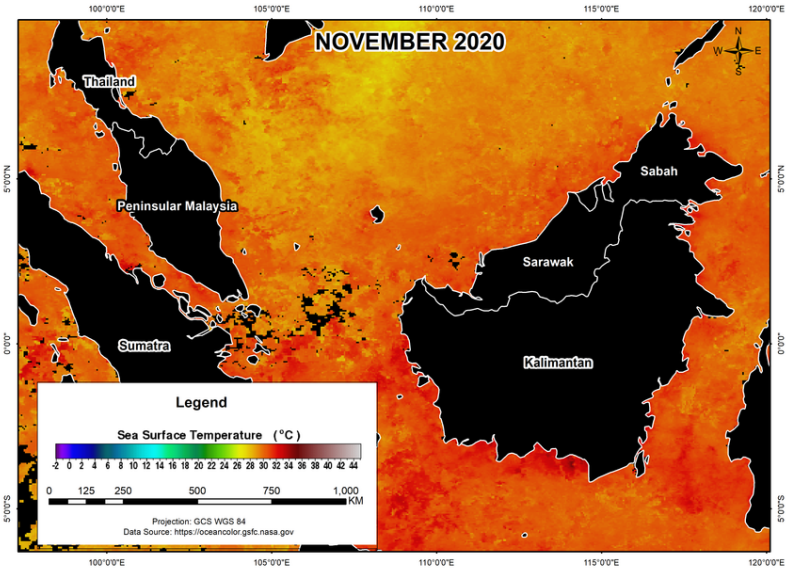 100°0'0"E 105°0'0"E 110°0'0"E 115°0'0"E 120°0'0"E
NOVEMBER 2020
N
W E
S
Thailand
5°0'0"N 5°0'0"N
Sabah
Peninsular Malaysia
Sarawak
0°0'0" 0°0'0"
Sumatra
Kalimantan
Legend
Sea Surface Temperature (°C)
-2 0 2 4 6 8 10 12 14 16 18 20 22 24 26 28 30 32 34 36 38 40 42 44
0 125 250 500 750 1,000
KM
5°0'0"S 5°0'0"S
Projection: GCS WGS 84
Data Source: https://oceancolor.gsfc.nasa.gov
100°0'0"E 105°0'0"E 110°0'0"E 115°0'0"E 120°0'0"E